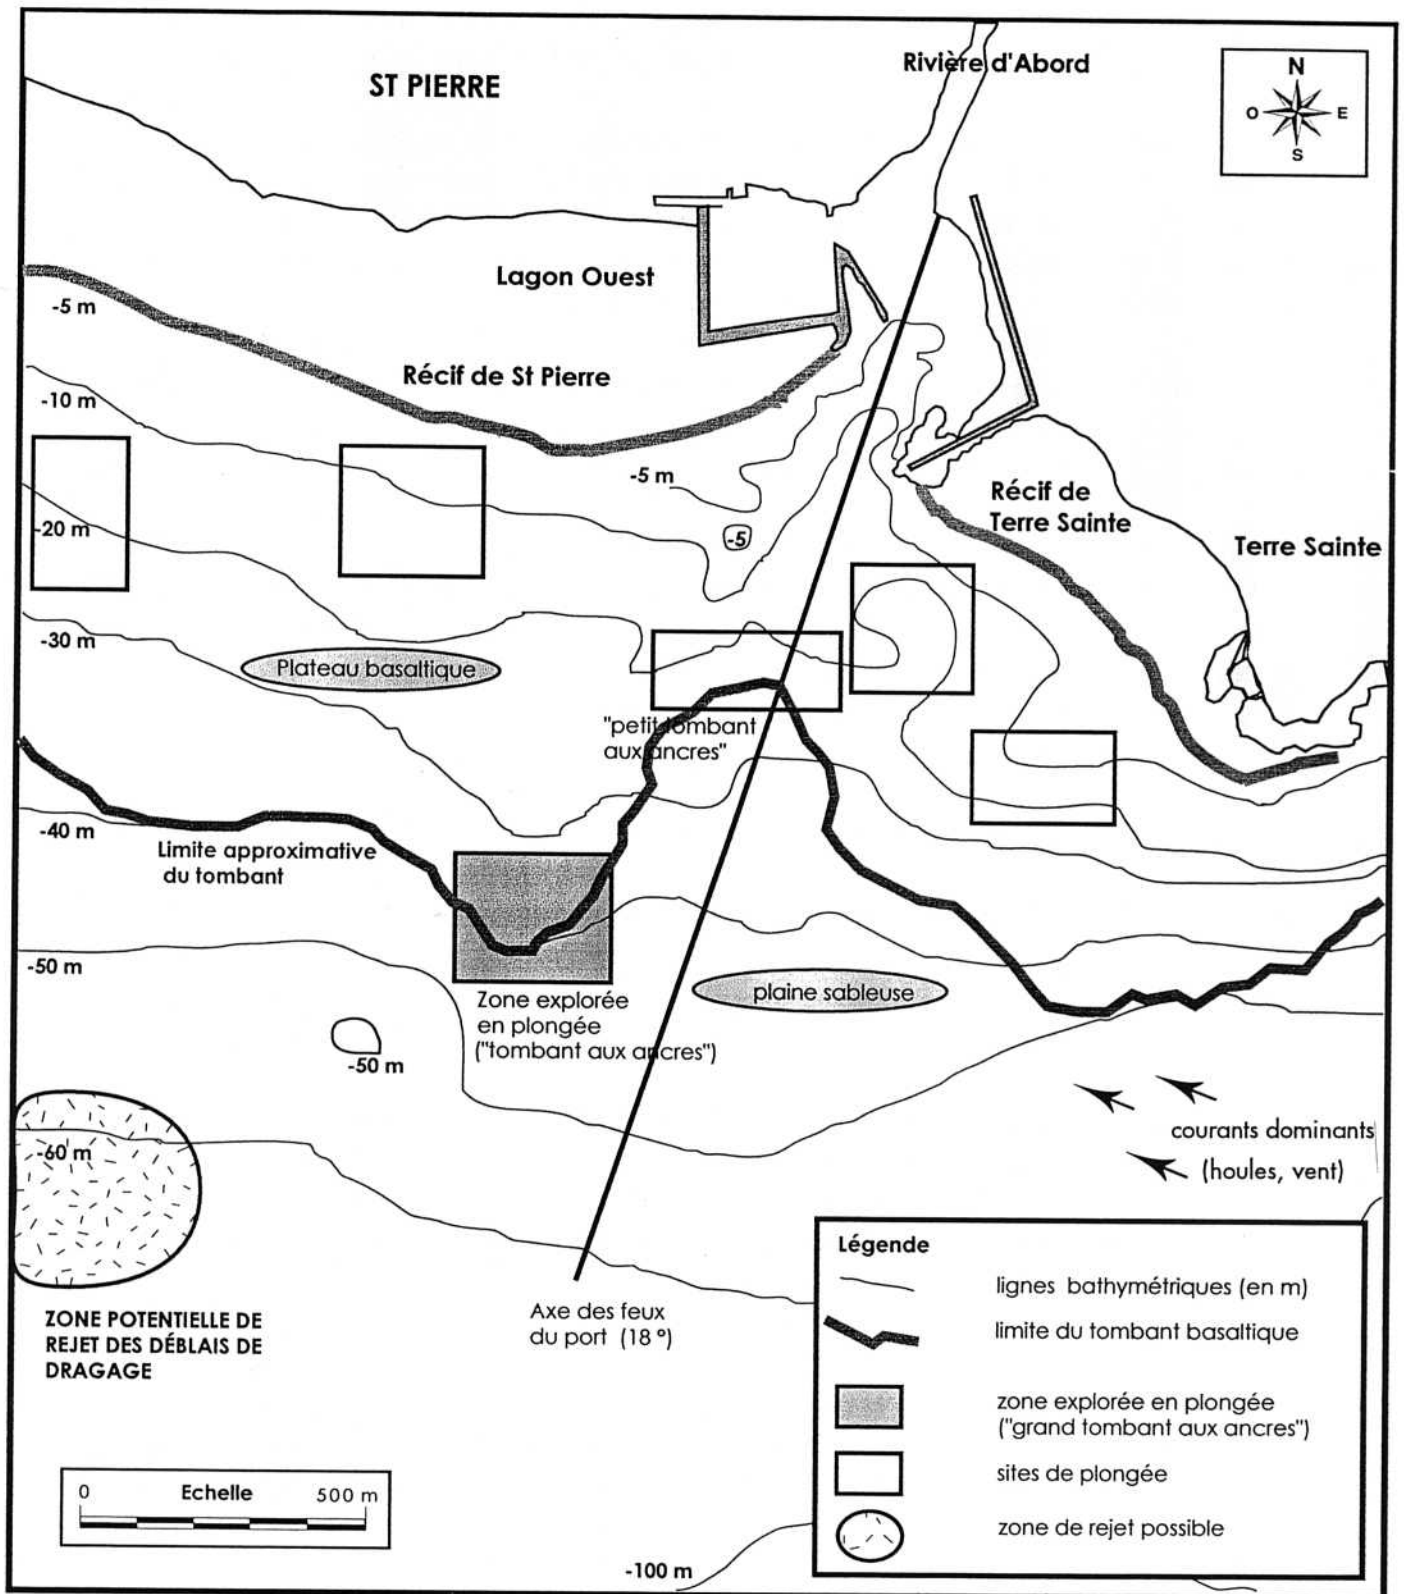 ST PIERRE
Rivière d'Abord
N
O
E
S
Lagon Ouest
-5 m
Récif de St Pierre
-10 m
-5 m
Récif de
Terre Sainte
-20 m
-5
Terre Sainte
-30 m
Plateau basaltique
"petit tombant
aux ancres"
-40 m
Limite approximative
du tombant
-50 m
Zone explorée
en plongée
("tombant aux ancres")
plaine sableuse
-50 m
courants dominants
(houles, vent)
-60 m
ZONE POTENTIELLE DE
REJET DES DÉBLAIS DE
DRAGAGE
Axe des feux
du port (18 °)
Légende
lignes bathymétriques (en m)
limite du tombant basaltique
zone explorée en plongée
("grand tombant aux ancres")
sites de plongée
zone de rejet possible
0 Echelle 500 m
-100 m